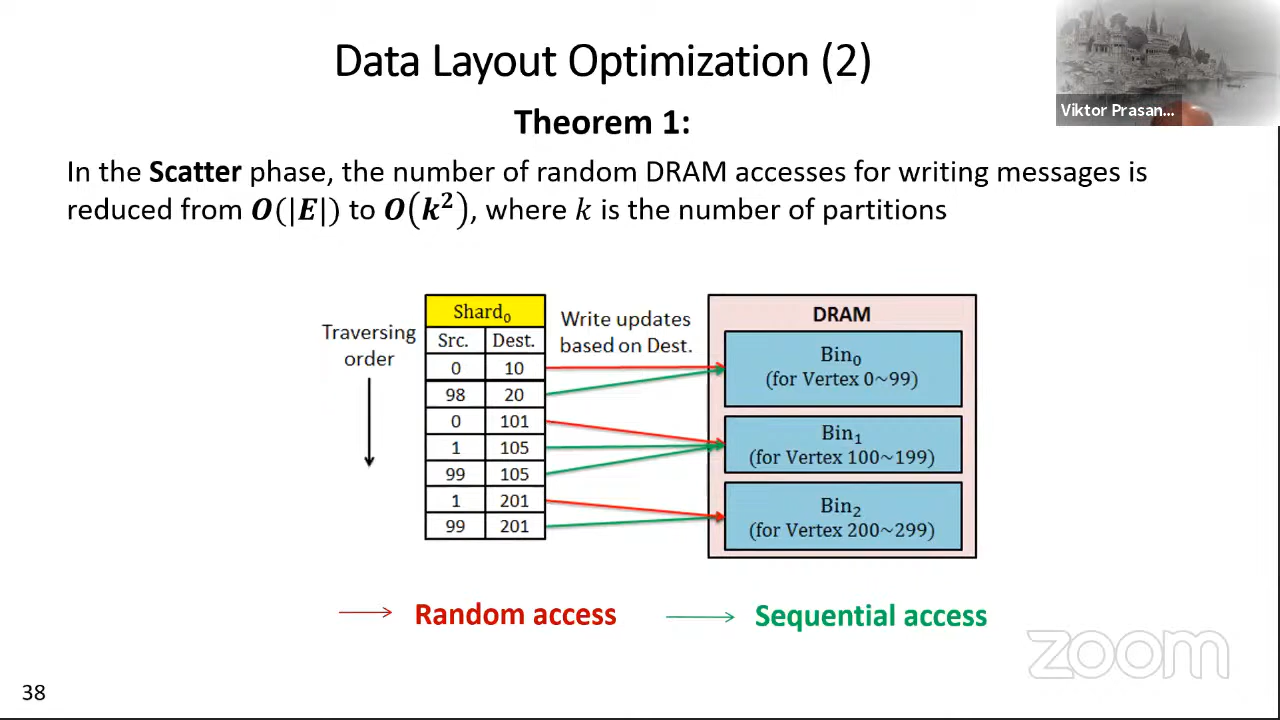 Data Layout Optimization (2)
Viktor Prasan...
Theorem 1:
In the Scatter phase, the number of random DRAM accesses for writing messages is
reduced from O(|E|) to O(k²), where k is the number of partitions
Traversing
order
Shard₀
Src. Dest.
0 10
98 20
0 101
1 105
99 105
1 201
99 201
Write updates
based on Dest.
DRAM
Bin₀
(for Vertex 0~99)
Bin₁
(for Vertex 100~199)
Bin₂
(for Vertex 200~299)
Random access
Sequential access
zoom
38